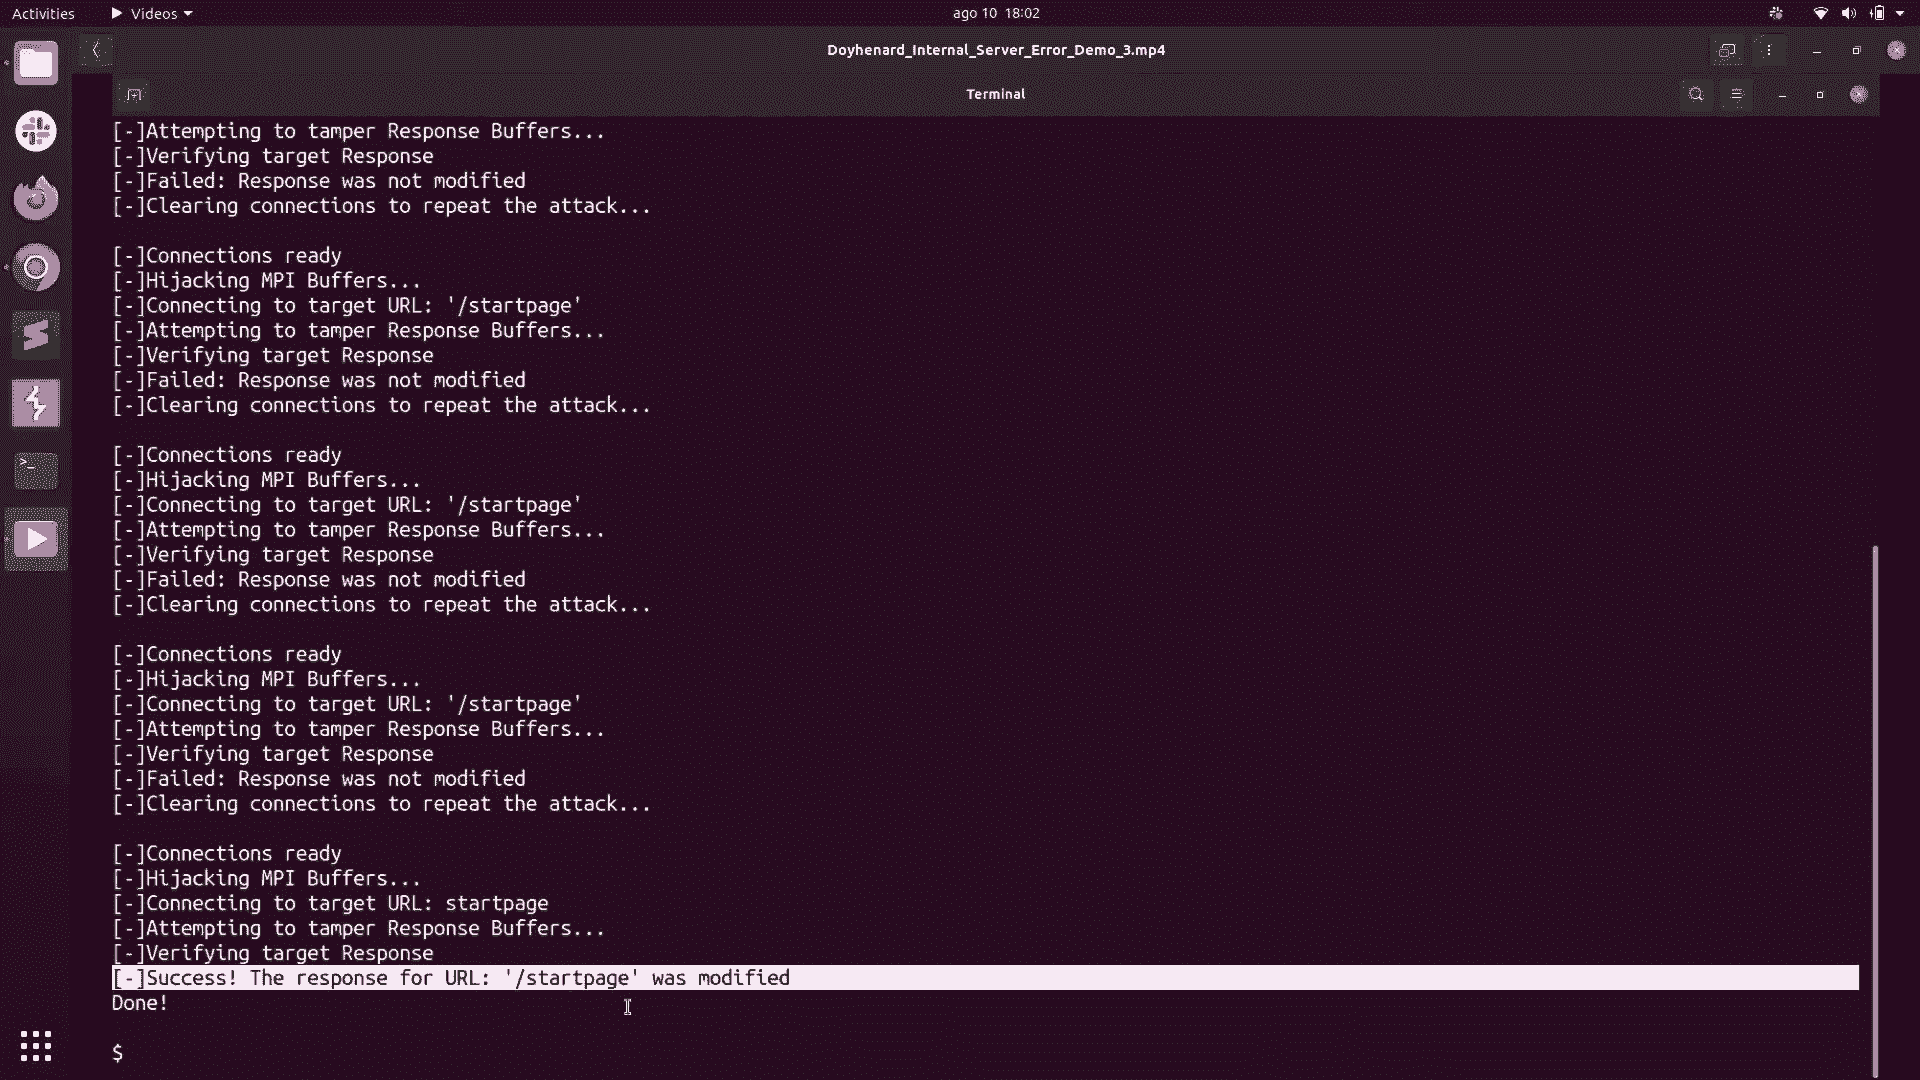 Activities
Videos
ago 10 18:02
Doyhenard_Internal_Server_Error_Demo_3.mp4
Terminal
[-]Attempting to tamper Response Buffers...
[-]Verifying target Response
[-]Failed: Response was not modified
[-]Clearing connections to repeat the attack...
[-]Connections ready
[-]Hijacking MPI Buffers...
[-]Connecting to target URL: '/startpage'
[-]Attempting to tamper Response Buffers...
[-]Verifying target Response
[-]Failed: Response was not modified
[-]Clearing connections to repeat the attack...
[-]Connections ready
[-]Hijacking MPI Buffers...
[-]Connecting to target URL: '/startpage'
[-]Attempting to tamper Response Buffers...
[-]Verifying target Response
[-]Failed: Response was not modified
[-]Clearing connections to repeat the attack...
[-]Connections ready
[-]Hijacking MPI Buffers...
[-]Connecting to target URL: '/startpage'
[-]Attempting to tamper Response Buffers...
[-]Verifying target Response
[-]Failed: Response was not modified
[-]Clearing connections to repeat the attack...
[-]Connections ready
[-]Hijacking MPI Buffers...
[-]Connecting to target URL: startpage
[-]Attempting to tamper Response Buffers...
[-]Verifying target Response
[-]Success! The response for URL: '/startpage' was modified
Done!
$